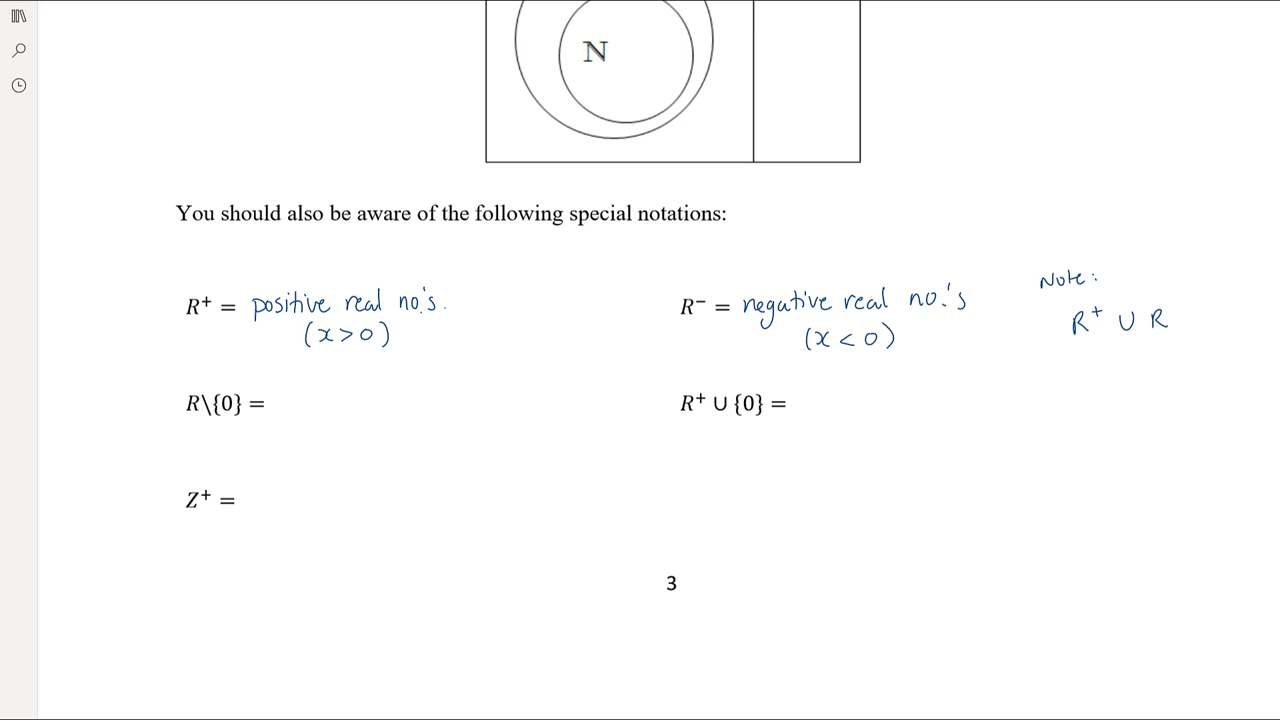 N
You should also be aware of the following special notations:
Note:
R⁺ = positive real no.'s.
(x > 0)
R⁻ = negative real no.'s
(x < 0)
R⁺ ∪ R
R\{0} =
R⁺ ∪ {0} =
Z⁺ =
3